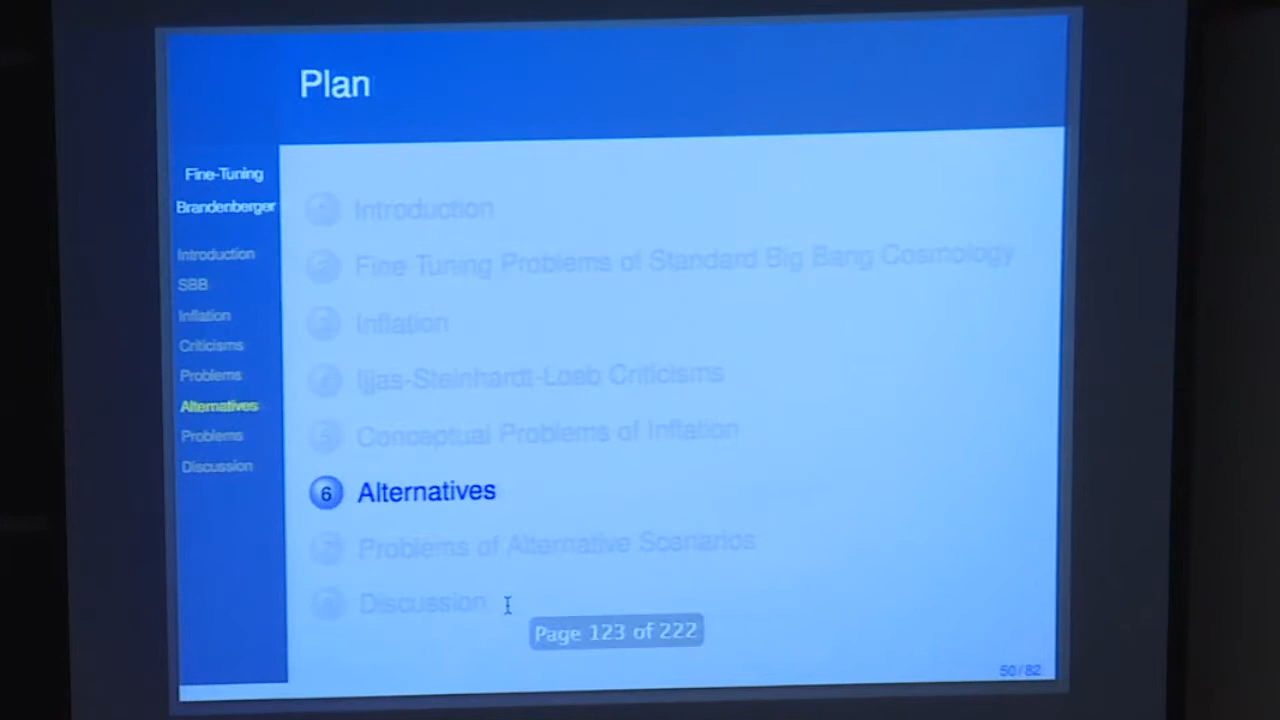 Plan
Fine-Tuning
Brandenberger
Introduction
SBB
Inflation
Criticisms
Problems
Alternatives
Problems
Discussion
Introduction
2 Fine Tuning Problems of Standard Big Bang Cosmology
Inflation
Ijjas-Steinhardt-Loeb Criticisms
Conceptual Problems of Inflation
6 Alternatives
Problems of Alternative Scenarios
Discussion
Page 123 of 222
50/82